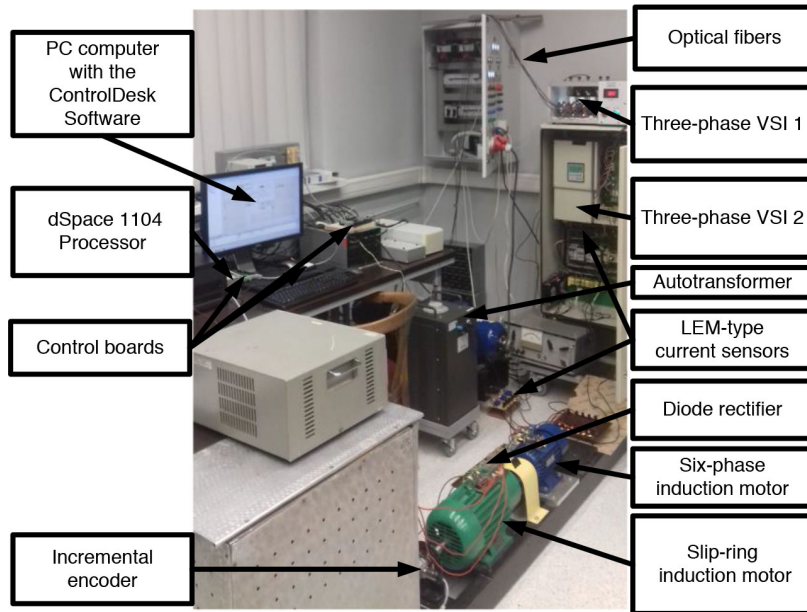 PC computer
with the
ControlDesk
Software
dSpace 1104
Processor
Control boards
Incremental
encoder
Optical fibers
Three-phase VSI 1
Three-phase VSI 2
Autotransformer
LEM-type
current sensors
Diode rectifier
Six-phase
induction motor
Slip-ring
induction motor